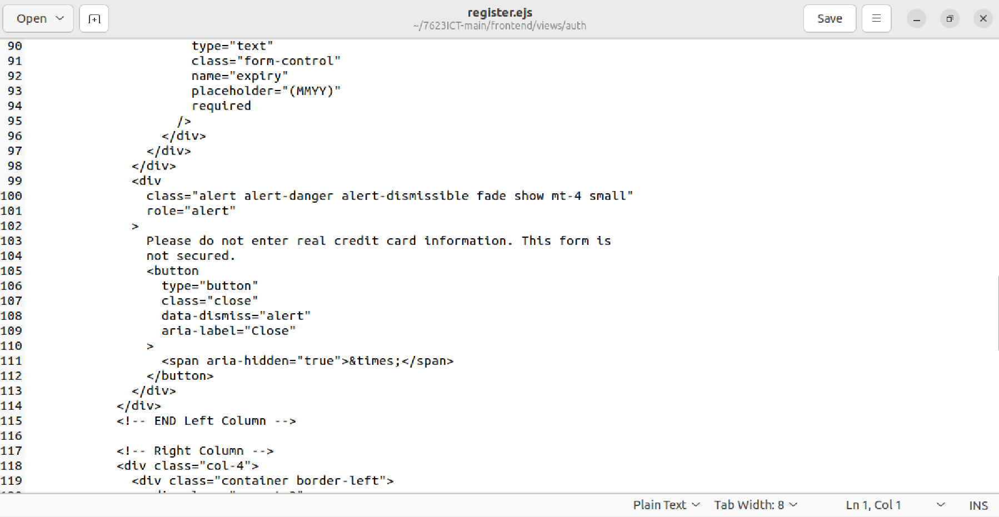 Open
register.ejs
~/7623ICT-main/frontend/views/auth
Save
90 type="text"
91 class="form-control"
92 name="expiry"
93 placeholder="(MMYY)"
94 required
95 />
96 </div>
97 </div>
98 </div>
99 <div
100 class="alert alert-danger alert-dismissible fade show mt-4 small"
101 role="alert"
102 >
103 Please do not enter real credit card information. This form is
104 not secured.
105 <button
106 type="button"
107 class="close"
108 data-dismiss="alert"
109 aria-label="Close"
110 >
111 <span aria-hidden="true">&times;</span>
112 </button>
113 </div>
114 </div>
115 <!-- END Left Column -->
116
117 <!-- Right Column -->
118 <div class="col-4">
119 <div class="container border-left">
Plain Text Tab Width: 8 Ln 1, Col 1 INS